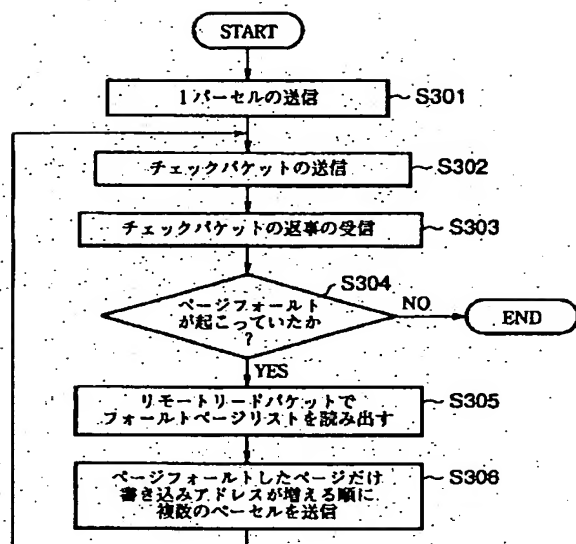 START
1パーセルの送信
S301
チェックパケットの送信
S302
チェックパケットの返事の受信
S303
S304
ページフォールト
が起こっていたか
?
NO
END
YES
リモートリードパケットで
フォールトページリストを読み出す
S305
ページフォールトしたページだけ
書き込みアドレスが増える順に
複数のパーセルを送信
S306